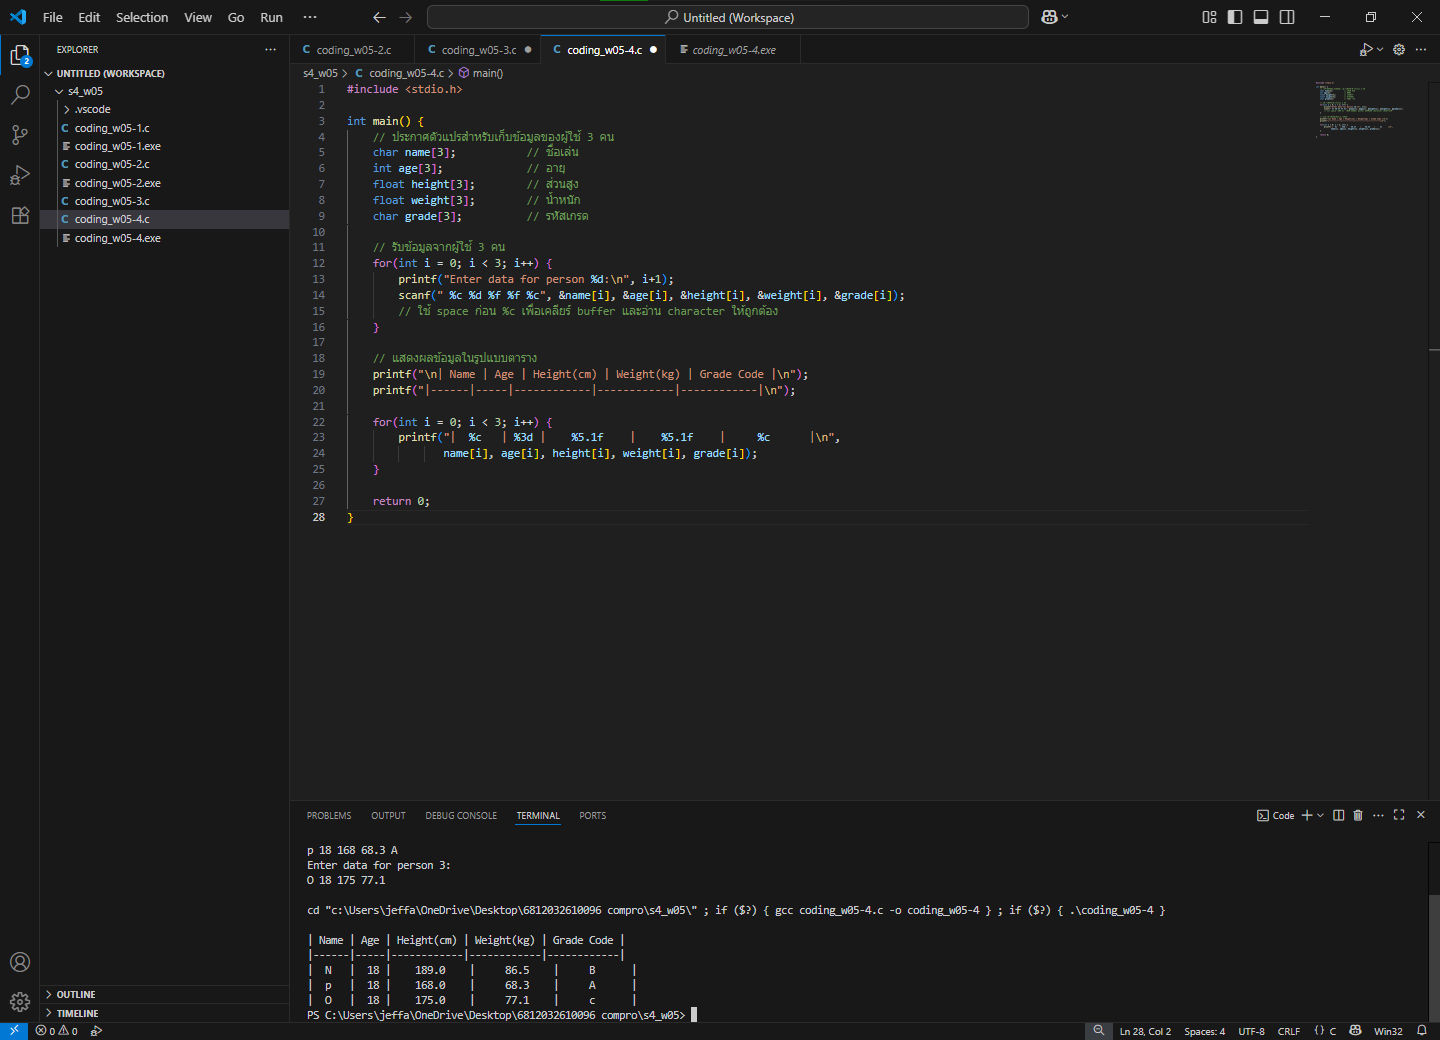 File Edit Selection View Go Run ··· Untitled (Workspace)
EXPLORER ···
UNTITLED (WORKSPACE)
s4_w05
.vscode
C coding_w05-1.c
coding_w05-1.exe
C coding_w05-2.c
coding_w05-2.exe
C coding_w05-3.c
C coding_w05-4.c
coding_w05-4.exe
OUTLINE
TIMELINE
2
C coding_w05-2.c C coding_w05-3.c C coding_w05-4.c coding_w05-4.exe
s4_w05 > C coding_w05-4.c > main()
1 #include <stdio.h>
2
3 int main() {
4 // ประกาศตัวแปรสำหรับเก็บข้อมูลของผู้ใช้ 3 คน
5 char name[3]; // ชื่อเล่น
6 int age[3]; // อายุ
7 float height[3]; // ส่วนสูง
8 float weight[3]; // น้ำหนัก
9 char grade[3]; // รหัสเกรด
10
11 // รับข้อมูลจากผู้ใช้ 3 คน
12 for(int i = 0; i < 3; i++) {
13 printf("Enter data for person %d:\n", i+1);
14 scanf(" %c %d %f %f %c", &name[i], &age[i], &height[i], &weight[i], &grade[i]);
15 // ใช้ space ก่อน %c เพื่อเคลียร์ buffer และอ่าน character ให้ถูกต้อง
16 }
17
18 // แสดงผลข้อมูลในรูปแบบตาราง
19 printf("\n| Name | Age | Height(cm) | Weight(kg) | Grade Code |\n");
20 printf("|------|-----|------------|------------|------------|\n");
21
22 for(int i = 0; i < 3; i++) {
23 printf("|  %c   | %3d |    %5.1f    |    %5.1f    |     %c      |\n",
24 name[i], age[i], height[i], weight[i], grade[i]);
25 }
26
27 return 0;
28 }
PROBLEMS OUTPUT DEBUG CONSOLE TERMINAL PORTS Code
p 18 168 68.3 A
Enter data for person 3:
O 18 175 77.1
cd "c:\Users\jeffa\OneDrive\Desktop\6812032610096 compro\s4_w05\" ; if ($?) { gcc coding_w05-4.c -o coding_w05-4 } ; if ($?) { .\coding_w05-4 }
| Name | Age | Height(cm) | Weight(kg) | Grade Code |
|------|-----|------------|------------|------------|
|  N   |  18 |    189.0    |     86.5    |     B      |
|  p   |  18 |    168.0    |     68.3    |     A      |
|  O   |  18 |    175.0    |     77.1    |     c      |
PS C:\Users\jeffa\OneDrive\Desktop\6812032610096 compro\s4_w05>
0 0 Ln 28, Col 2 Spaces: 4 UTF-8 CRLF {} C Win32